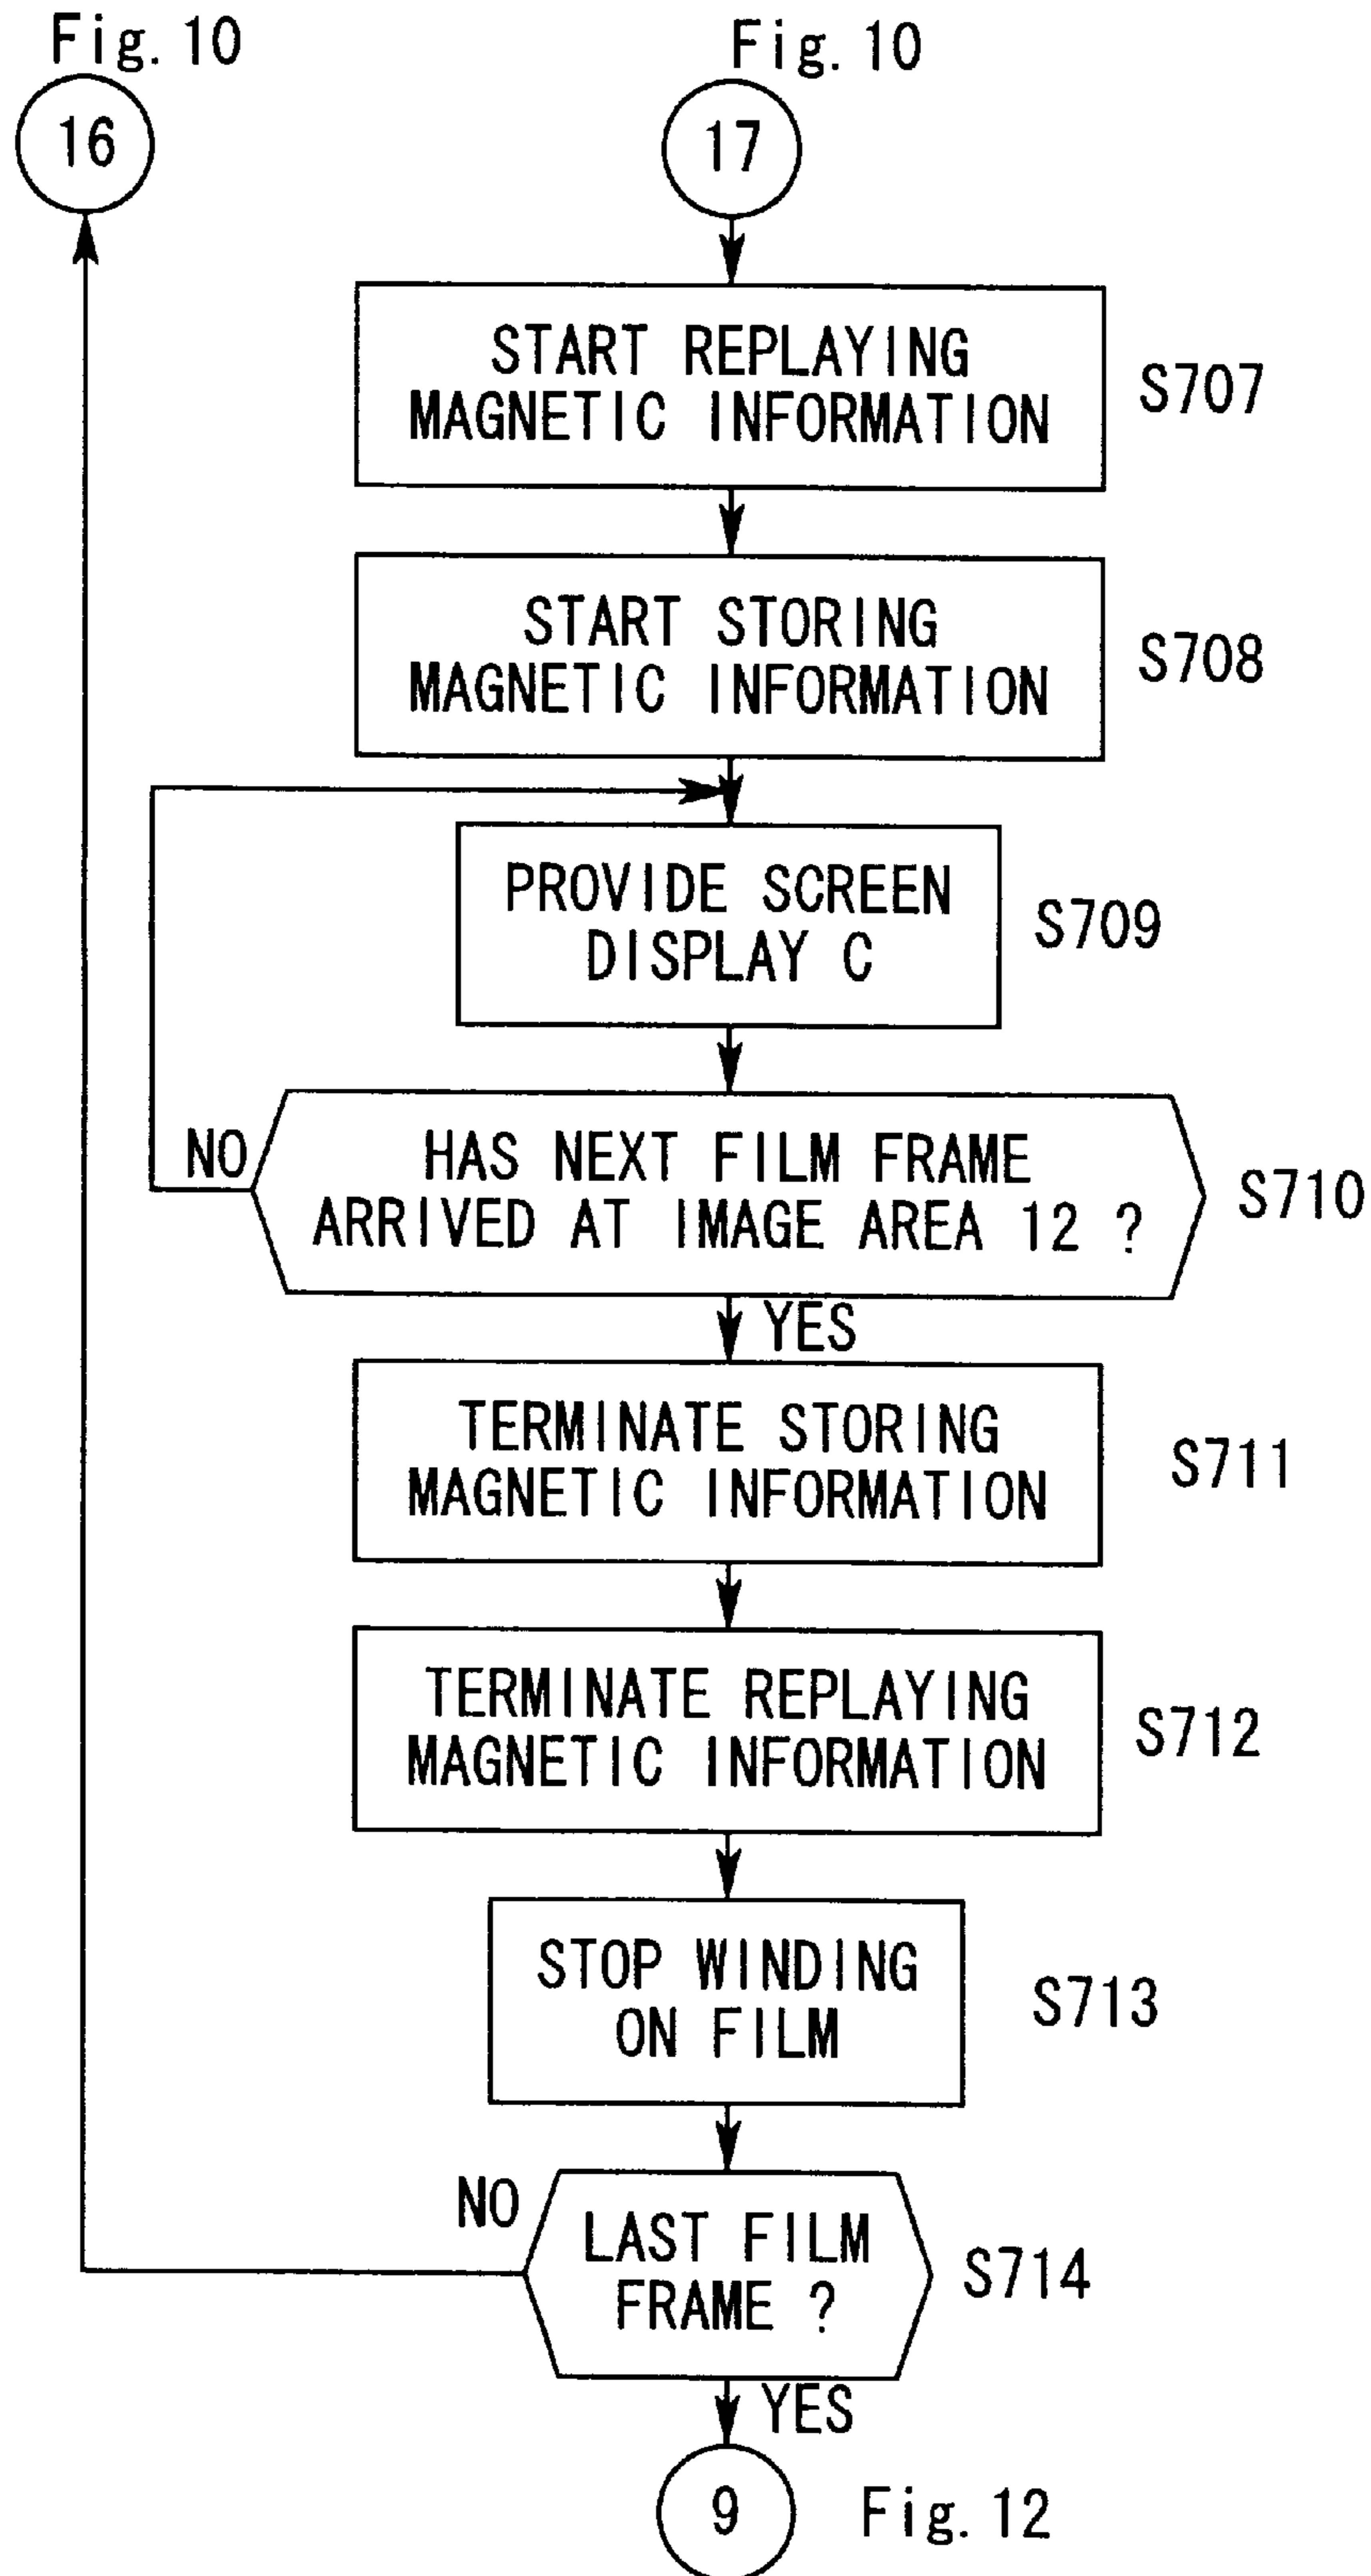 Fig. 10
Fig. 10
16
17
START REPLAYING
MAGNETIC INFORMATION
S707
START STORING
MAGNETIC INFORMATION
S708
PROVIDE SCREEN
DISPLAY C
S709
NO
HAS NEXT FILM FRAME
ARRIVED AT IMAGE AREA 12 ?
S710
YES
TERMINATE STORING
MAGNETIC INFORMATION
S711
TERMINATE REPLAYING
MAGNETIC INFORMATION
S712
STOP WINDING
ON FILM
S713
NO
LAST FILM
FRAME ?
S714
YES
9
Fig. 12